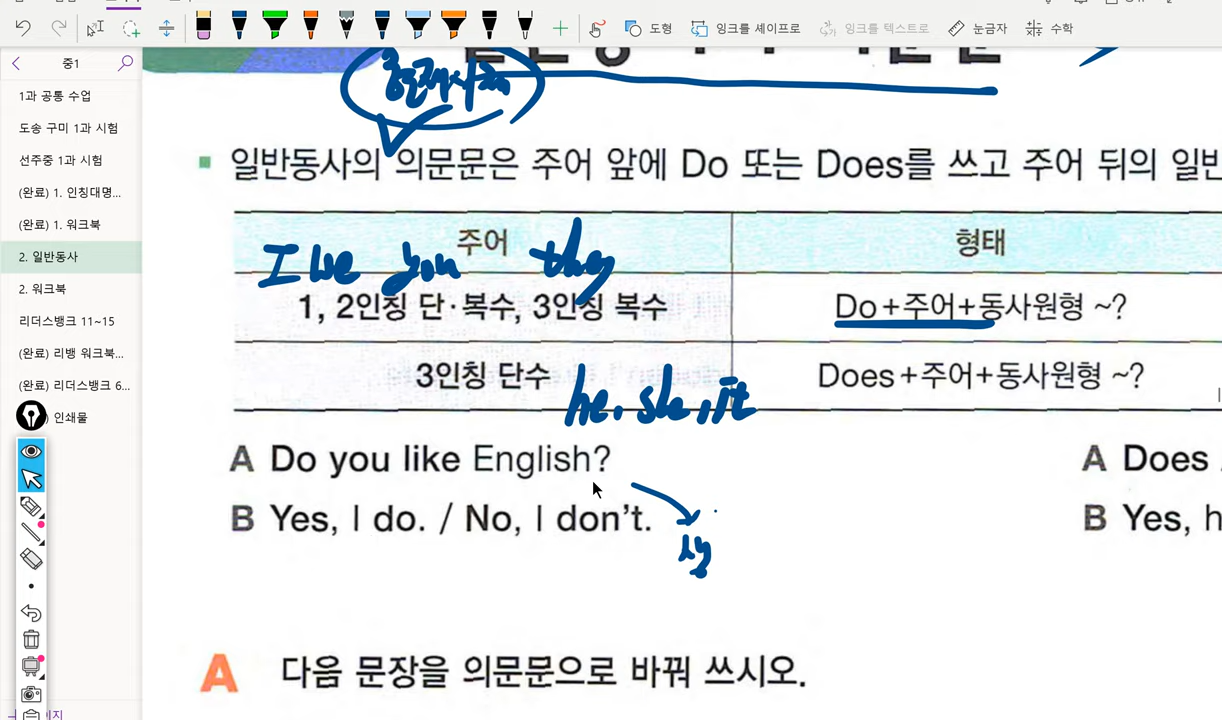 도형
잉크를 셰이프로
잉크를 텍스트로
눈금자
수학
중1
1과 공통 수업
도송 구미 1과 시험
선주중 1과 시험
(완료) 1. 인칭대명...
(완료) 1. 워크북
2. 일반동사
2. 워크북
리더스뱅크 11~15
(완료) 리뱅 워크북...
(완료) 리더스뱅크 6...
인쇄물
일반동사의 의문문은 주어 앞에 Do 또는 Does를 쓰고 주어 뒤의 일반
주어 형태
I we you they
1, 2인칭 단·복수, 3인칭 복수 Do+주어+동사원형 ~?
3인칭 단수 Does+주어+동사원형 ~?
he, she, it
A Do you like English? A Does
B Yes, I do. / No, I don't. B Yes, h
A 다음 문장을 의문문으로 바꿔 쓰시오.